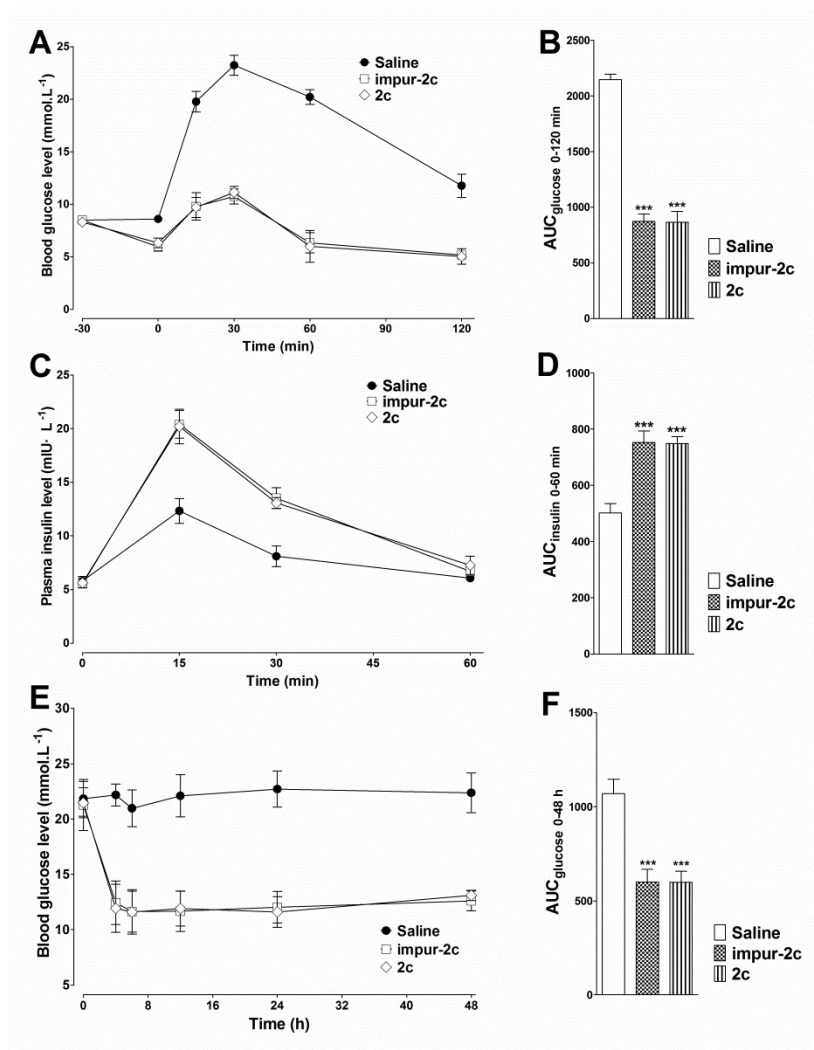 A
25
20
15
10
5
0
Blood glucose level (mmol.L-1)
Saline
impur-2c
2c
-30 0 30 60 90 120
Time (min)
B
2500
2000
1500
1000
500
0
AUCglucose 0-120 min
*** ***
Saline
impur-2c
2c
C
25
20
15
10
5
0
Plasma insulin level (mIU· L-1)
Saline
impur-2c
2c
0 15 30 45 60
Time (min)
D
1000
800
600
400
200
0
AUCinsulin 0-60 min
*** ***
Saline
impur-2c
2c
E
30
25
20
15
10
5
Blood glucose level (mmol.L-1)
Saline
impur-2c
2c
0 8 16 24 32 40 48
Time (h)
F
1500
1000
500
0
AUCglucose 0-48 h
*** ***
Saline
impur-2c
2c